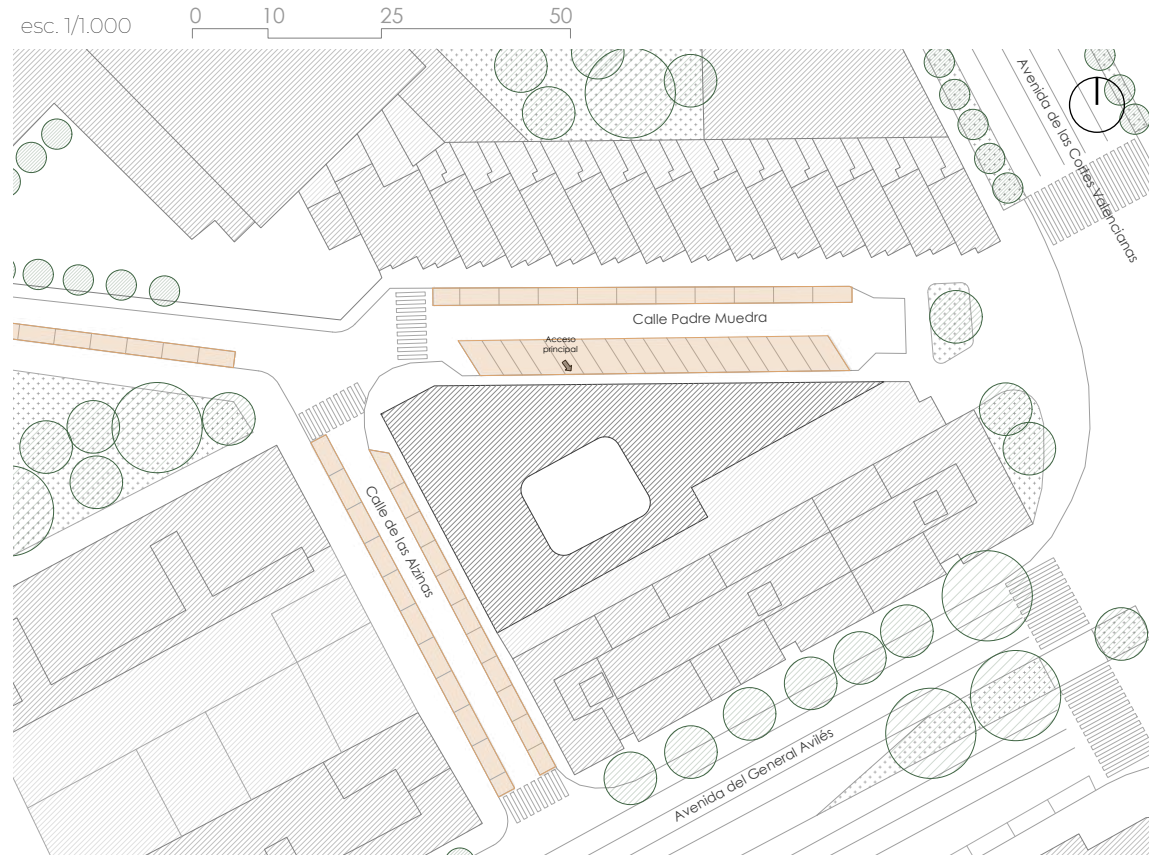 esc. 1/1.000
0 10 25 50
Avenida de las Cortes Valencianas
Calle Padre Muedra
Acceso
principal
Calle de las Alzinas
Avenida del General Avilés